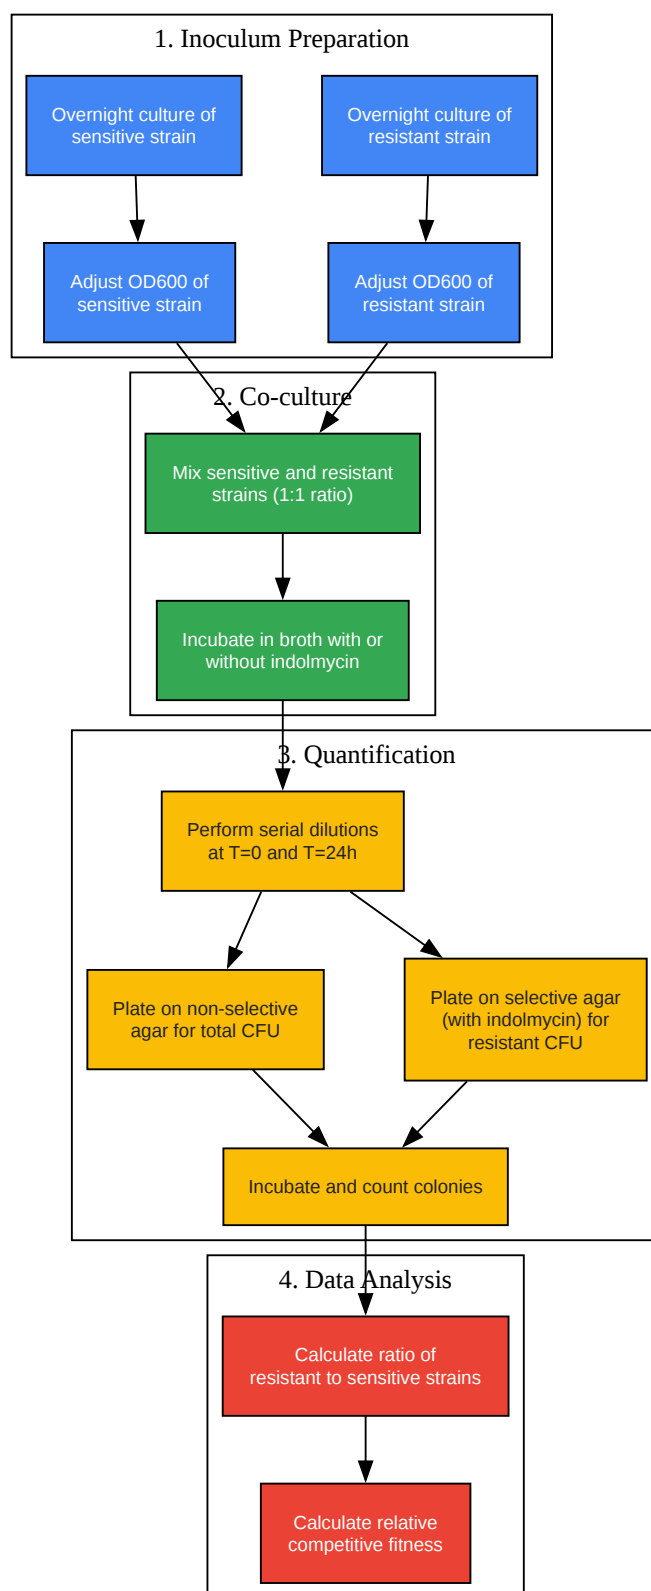 1. Inoculum Preparation
Overnight culture of
sensitive strain
Overnight culture of
resistant strain
Adjust OD600 of
sensitive strain
Adjust OD600 of
resistant strain
2. Co-culture
Mix sensitive and resistant
strains (1:1 ratio)
Incubate in broth with or
without indolmycin
3. Quantification
Perform serial dilutions
at T=0 and T=24h
Plate on non-selective
agar for total CFU
Plate on selective agar
(with indolmycin) for
resistant CFU
Incubate and count colonies
4. Data Analysis
Calculate ratio of
resistant to sensitive strains
Calculate relative
competitive fitness